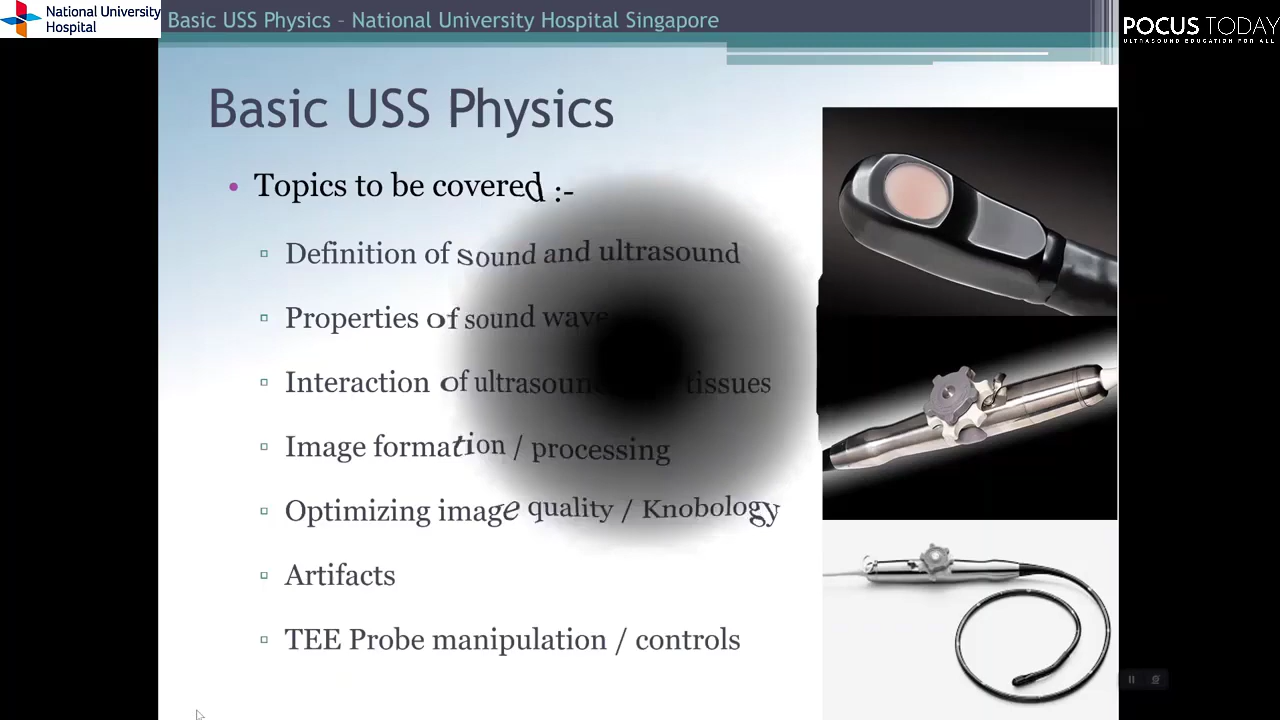 National University
Hospital
Basic USS Physics – National University Hospital Singapore
POCUS TODAY
ULTRASOUND EDUCATION FOR ALL
Basic USS Physics
• Topics to be covered :-
Definition of sound and ultrasound
Properties of sound wave
Interaction of ultrasound tissues
Image formation / processing
Optimizing image quality / Knobology
Artifacts
TEE Probe manipulation / controls